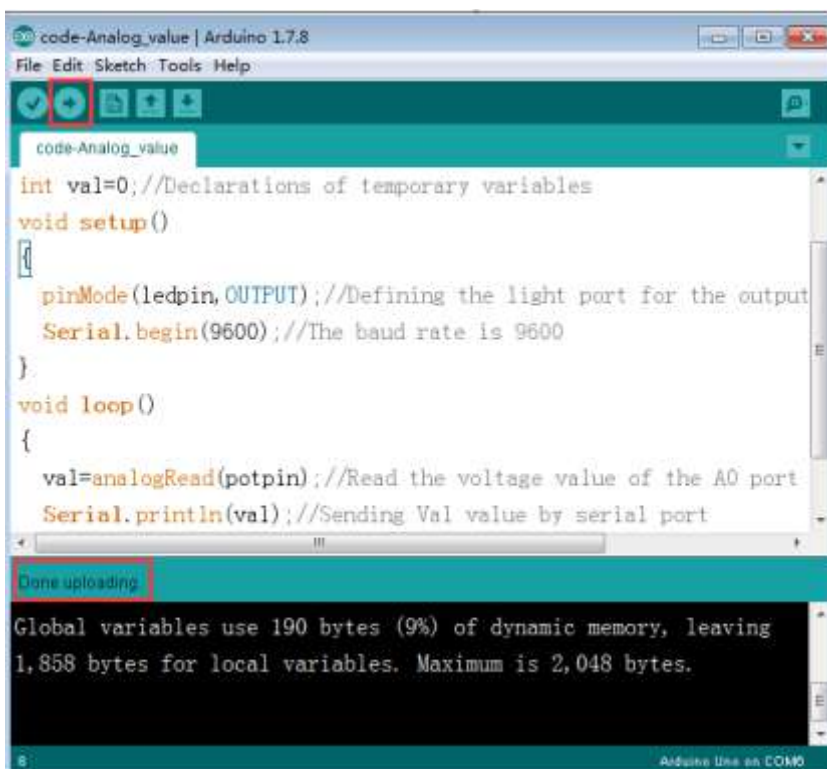 code-Analog_value | Arduino 1.7.8
File Edit Sketch Tools Help
code-Analog_value
int val=0;//Declarations of temporary variables
void setup()
{
pinMode(ledpin,OUTPUT);//Defining the light port for the output
Serial.begin(9600);//The baud rate is 9600
}
void loop()
{
val=analogRead(potpin);//Read the voltage value of the A0 port
Serial.println(val);//Sending Val value by serial port
Done uploading.
Global variables use 190 bytes (9%) of dynamic memory, leaving
1,858 bytes for local variables. Maximum is 2,048 bytes.
8 Arduino Uno on COM6